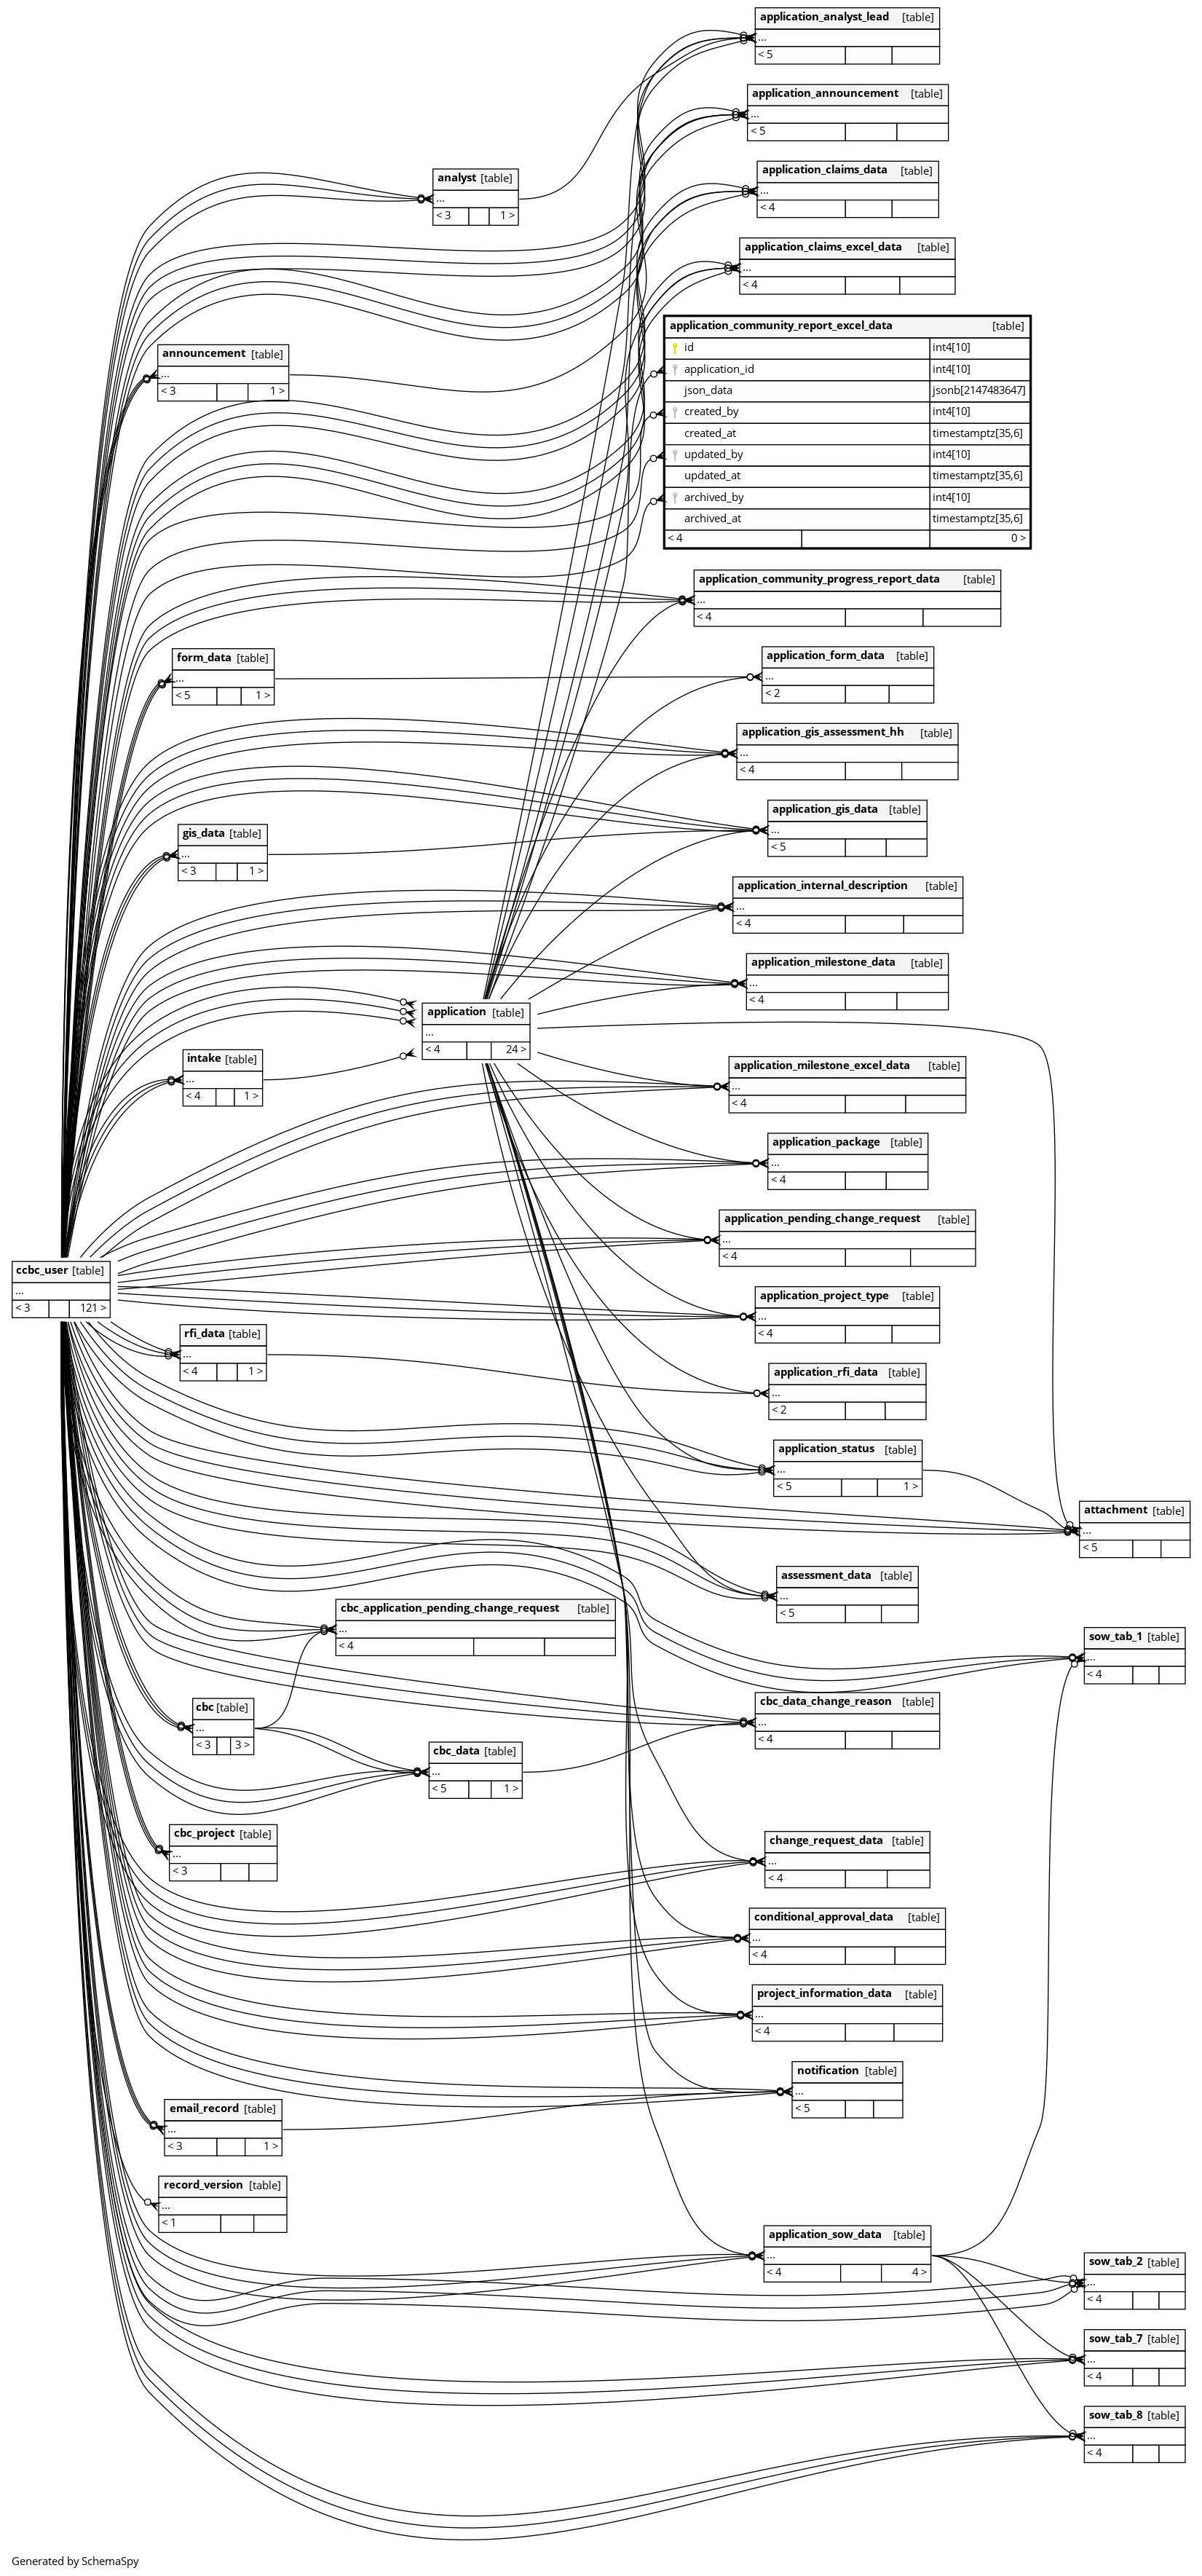 application_analyst_lead [table]
...
< 5
application_announcement [table]
...
< 5
application_claims_data [table]
...
< 4
analyst [table]
...
< 3 1 >
application_claims_excel_data [table]
...
< 4
application_community_report_excel_data [table]
id int4[10]
application_id int4[10]
json_data jsonb[2147483647]
created_by int4[10]
created_at timestamptz[35,6]
updated_by int4[10]
updated_at timestamptz[35,6]
archived_by int4[10]
archived_at timestamptz[35,6]
< 4 0 >
announcement [table]
...
< 3 1 >
application_community_progress_report_data [table]
...
< 4
form_data [table]
...
< 5 1 >
application_form_data [table]
...
< 2
application_gis_assessment_hh [table]
...
< 4
application_gis_data [table]
...
< 5
gis_data [table]
...
< 3 1 >
application_internal_description [table]
...
< 4
application_milestone_data [table]
...
< 4
application [table]
...
< 4 24 >
intake [table]
...
< 4 1 >
application_milestone_excel_data [table]
...
< 4
application_package [table]
...
< 4
application_pending_change_request [table]
...
< 4
ccbc_user [table]
...
< 3 121 >
application_project_type [table]
...
< 4
rfi_data [table]
...
< 4 1 >
application_rfi_data [table]
...
< 2
application_status [table]
...
< 5 1 >
attachment [table]
...
< 5
assessment_data [table]
...
< 5
cbc_application_pending_change_request [table]
...
< 4
sow_tab_1 [table]
...
< 4
cbc [table]
...
< 3 3 >
cbc_data_change_reason [table]
...
< 4
cbc_data [table]
...
< 5 1 >
cbc_project [table]
...
< 3
change_request_data [table]
...
< 4
conditional_approval_data [table]
...
< 4
project_information_data [table]
...
< 4
notification [table]
...
< 5
email_record [table]
...
< 3 1 >
record_version [table]
...
< 1
application_sow_data [table]
...
< 4 4 >
sow_tab_2 [table]
...
< 4
sow_tab_7 [table]
...
< 4
sow_tab_8 [table]
...
< 4
Generated by SchemaSpy